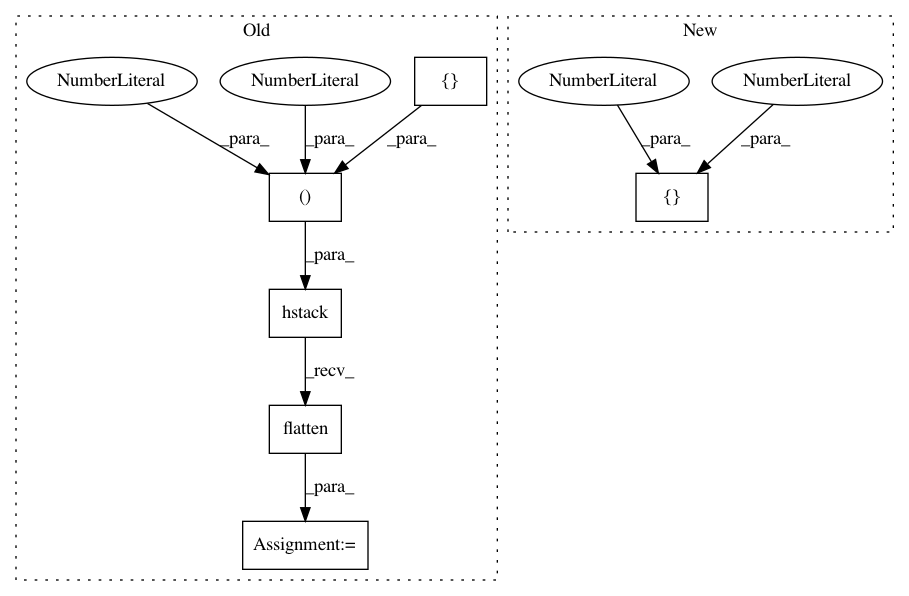 Old
New
NumberLiteral
NumberLiteral
{}
NumberLiteral
NumberLiteral
_para_
_para_
_para_
_para_
_para_
()
{}
_para_
hstack
_recv_
flatten
_para_
Assignment:=